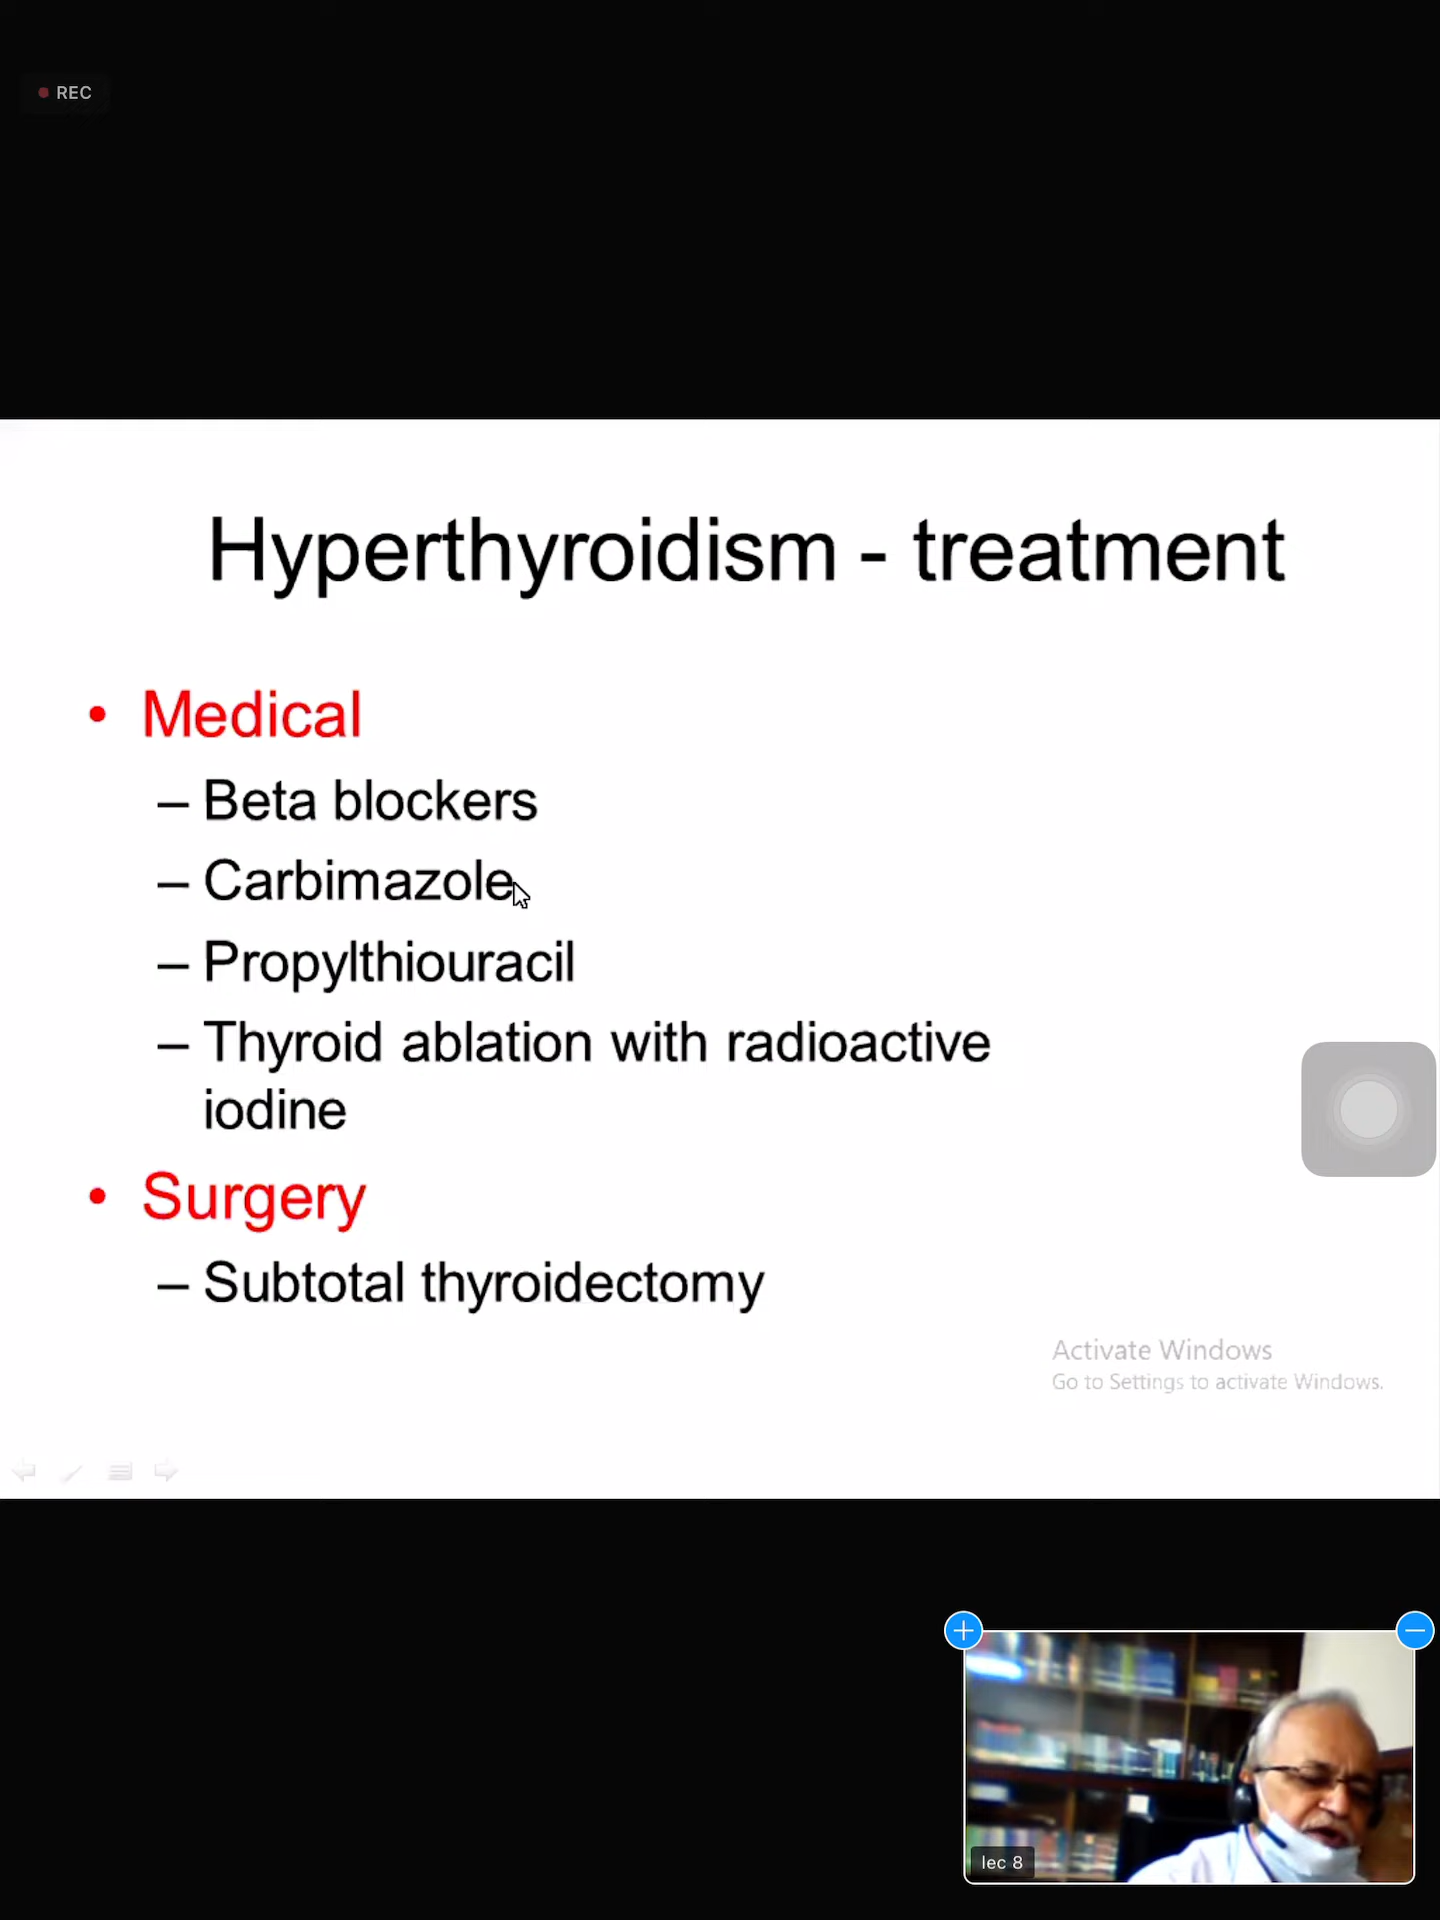 REC
Hyperthyroidism - treatment
• Medical
– Beta blockers
– Carbimazole
– Propylthiouracil
– Thyroid ablation with radioactive
iodine
• Surgery
– Subtotal thyroidectomy
Activate Windows
Go to Settings to activate Windows.
lec 8